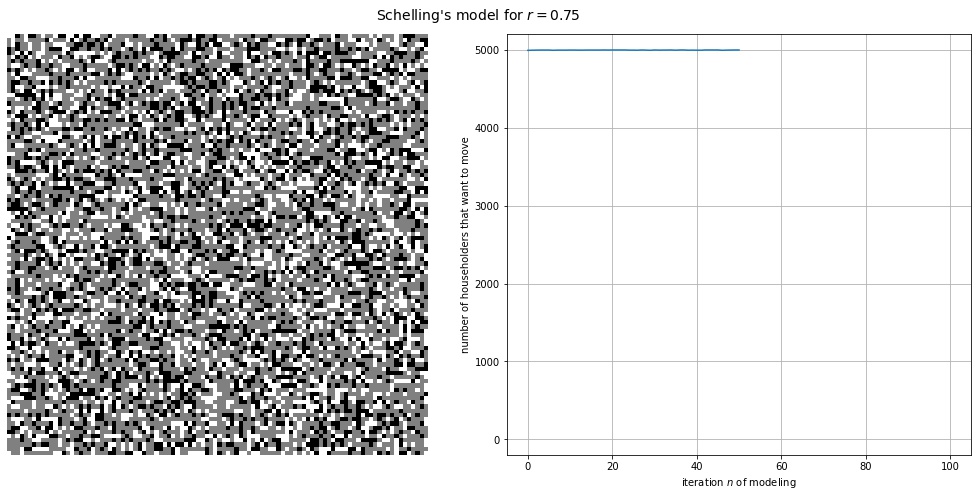 Schelling's model for r = 0.75
number of householders that want to move
5000
4000
3000
2000
1000
0
0 20 40 60 80 100
iteration n of modeling